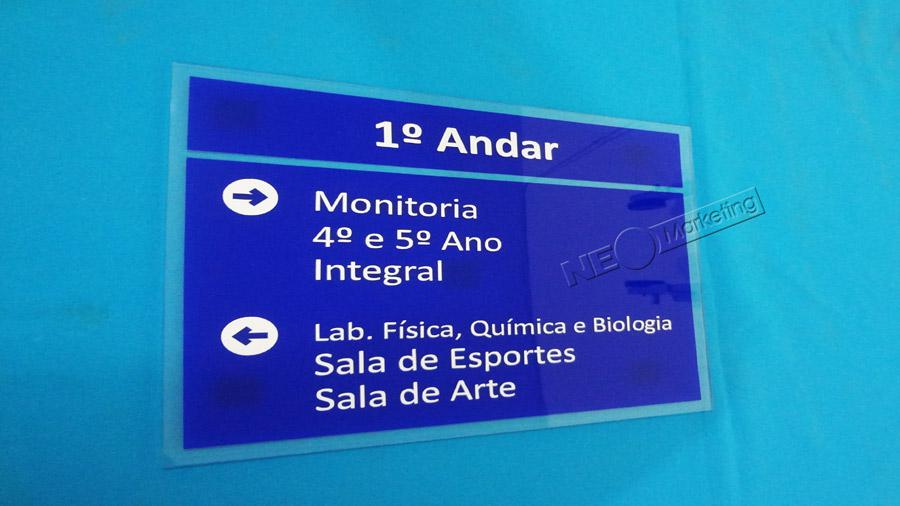 1º Andar
Monitoria
4º e 5º Ano
Integral
Lab. Física, Química e Biologia
Sala de Esportes
Sala de Arte
NEO Marketing